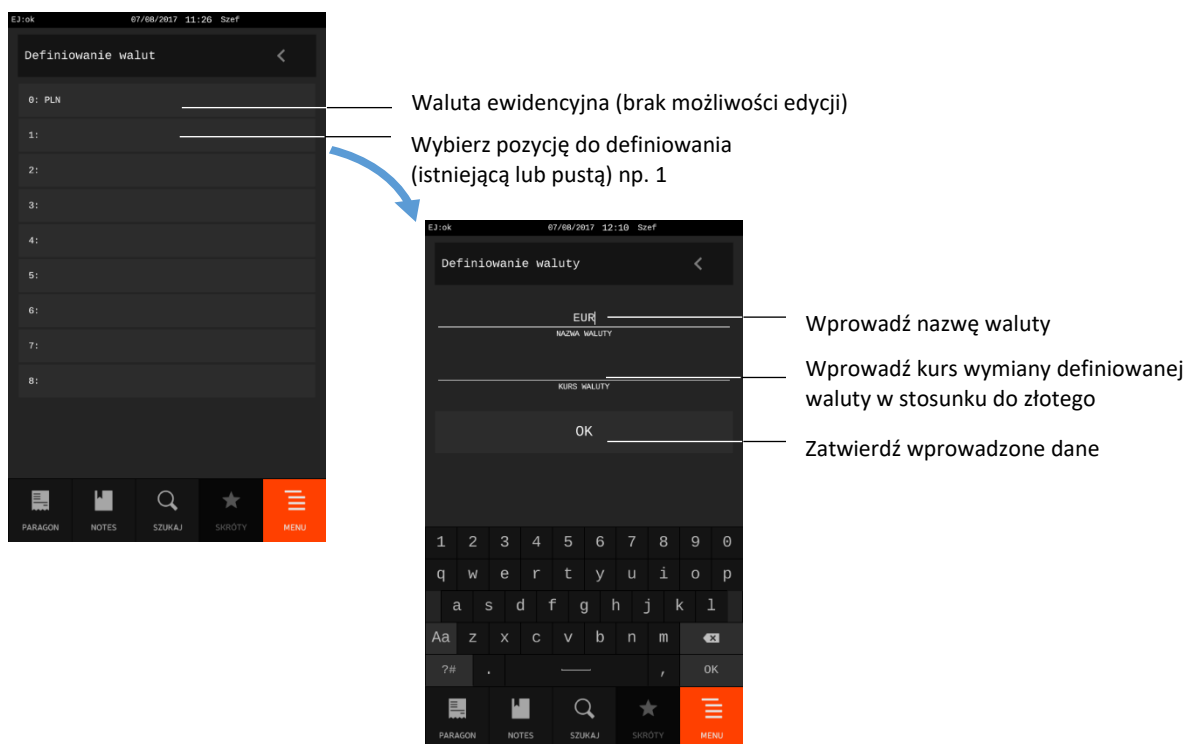 EJ:ok 07/08/2017 11:26 Szef
Definiowanie walut
0: PLN
1:
2:
3:
4:
5:
6:
7:
8:
PARAGON NOTES SZUKAJ SKRÓTY MENU
Waluta ewidencyjna (brak możliwości edycji)
Wybierz pozycję do definiowania
(istniejącą lub pustą) np. 1
EJ:ok 07/08/2017 12:10 Szef
Definiowanie waluty
EUR
NAZWA WALUTY
KURS WALUTY
OK
Wprowadź nazwę waluty
Wprowadź kurs wymiany definiowanej
waluty w stosunku do złotego
Zatwierdź wprowadzone dane
1 2 3 4 5 6 7 8 9 0
q w e r t y u i o p
a s d f g h j k l
Aa z x c v b n m
?# . , OK
PARAGON NOTES SZUKAJ SKRÓTY MENU